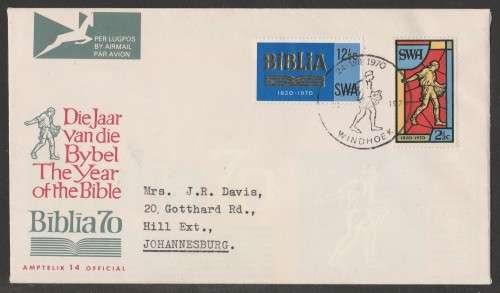 PER LUGPOS
BY AIRMAIL
PAR AVION
BIBLIA
12½c
SWA
1820-1970
1970
WINDHOEK
SWA
1820-1970
2½c
Die Jaar
van die
Bybel
The Year
of the Bible
Biblia 70
AMPTELIK 14 OFFICIAL
Mrs. J.R. Davis,
20, Gotthard Rd.,
Hill Ext.,
JOHANNESBURG.